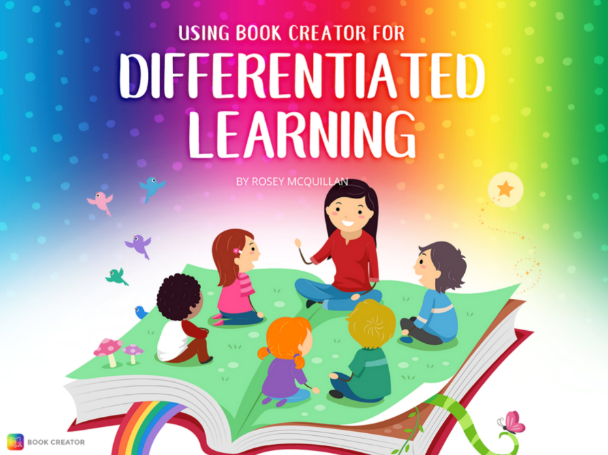 USING BOOK CREATOR FOR
DIFFERENTIATED
LEARNING
BY ROSEY MCQUILLAN
BOOK CREATOR